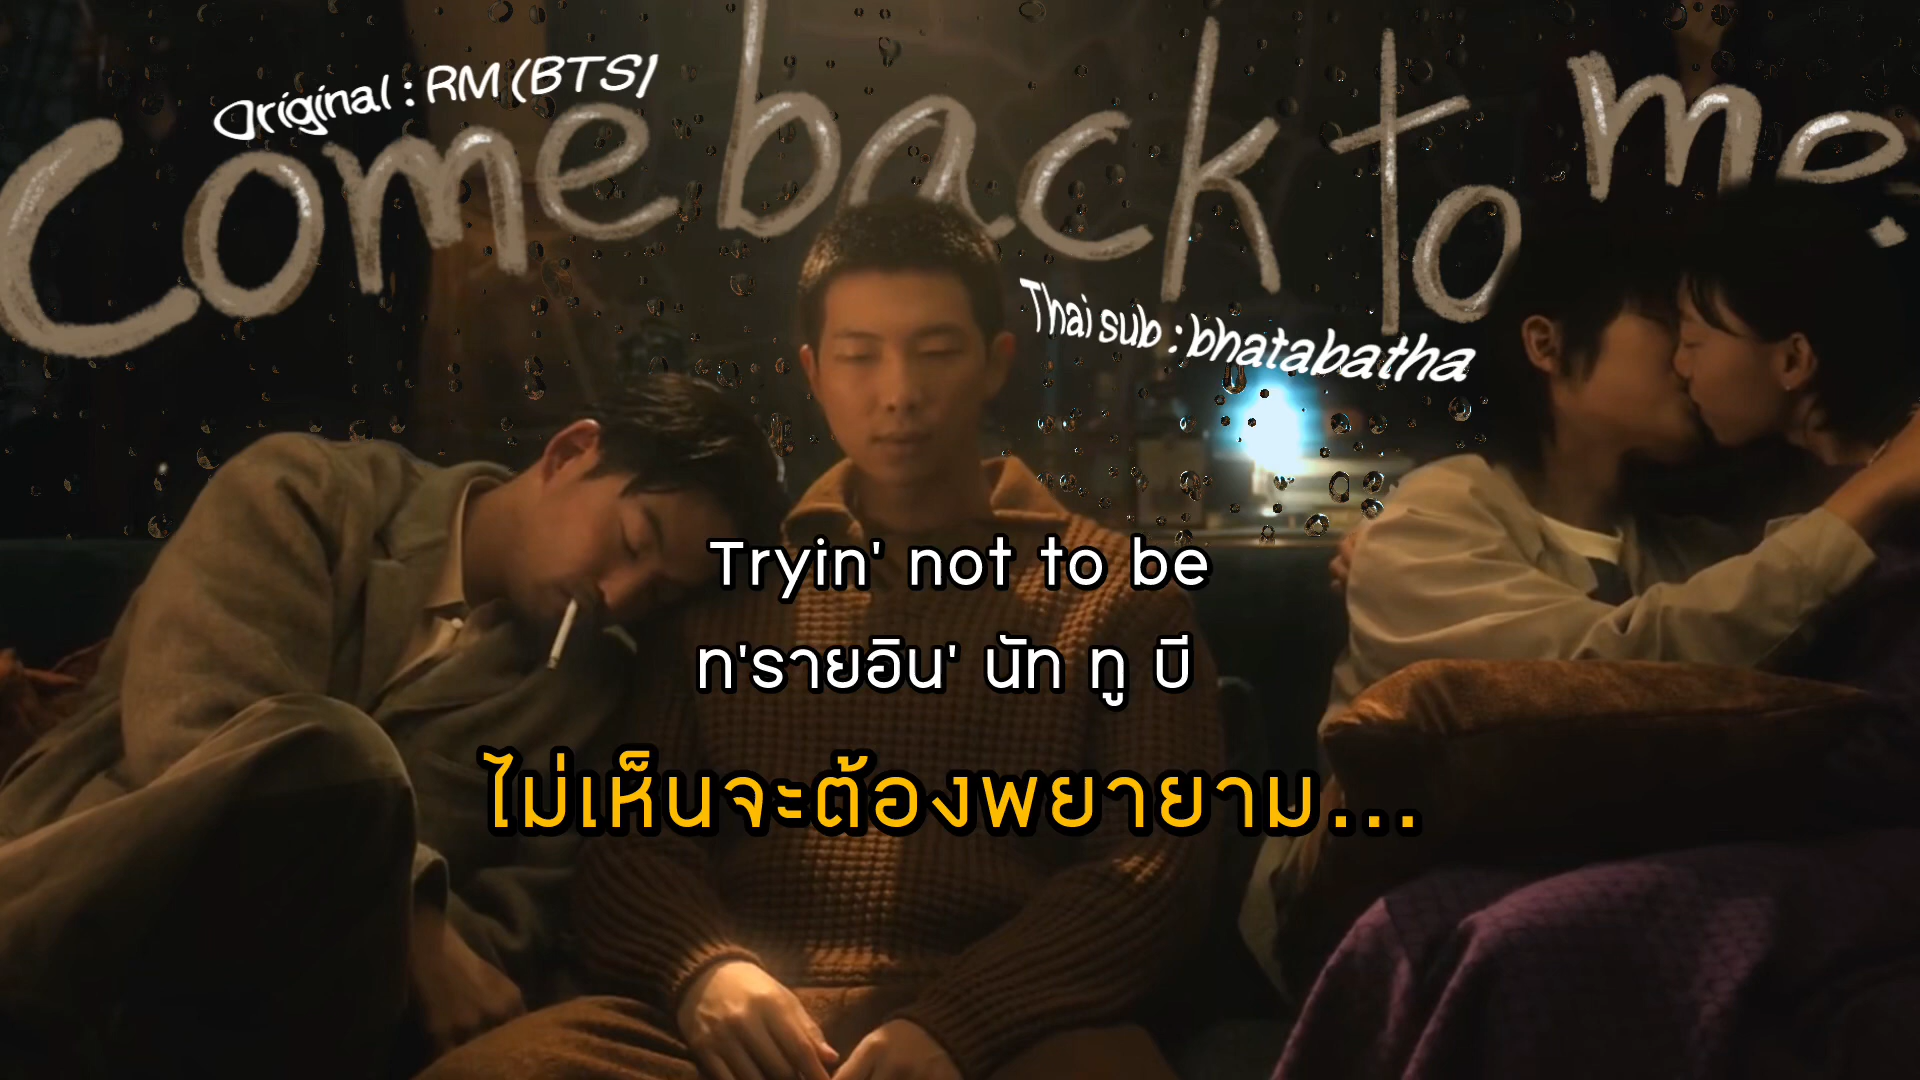 Original : RM (BTS)
Come back to me.
Thai sub : bhatabatha
Tryin' not to be
ท'รายอิน' นัท ทู บี
ไม่เห็นจะต้องพยายาม...